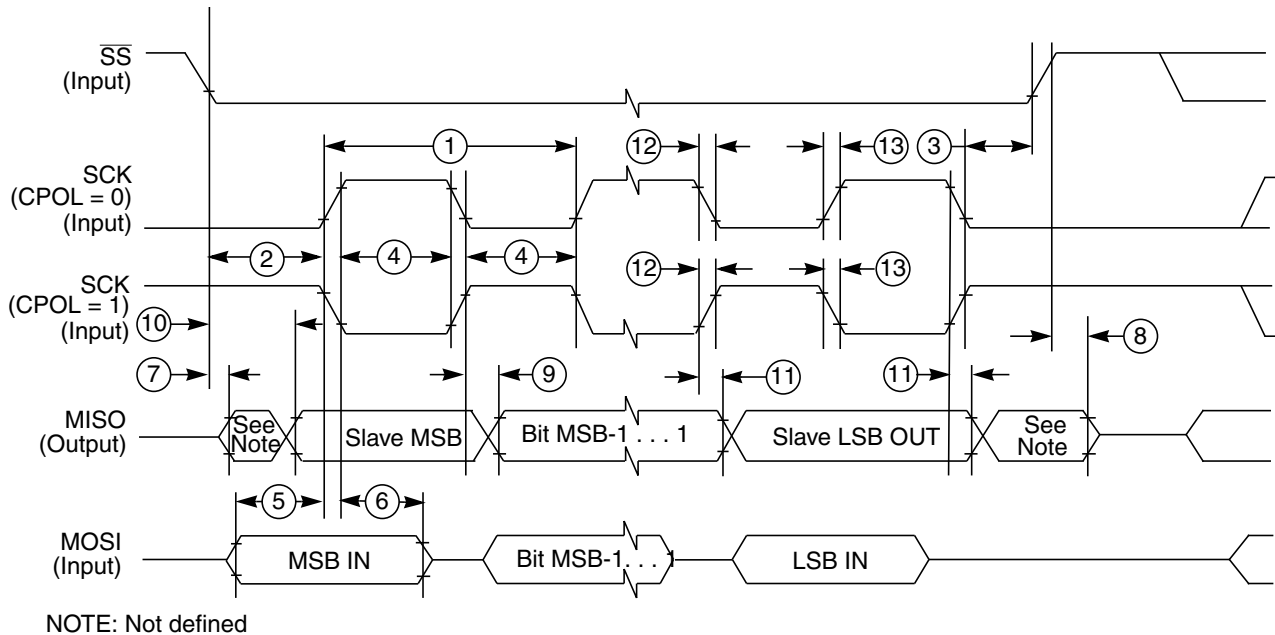 SS
(Input)
1
12
13
3
SCK
(CPOL = 0)
(Input)
2
4
4
12
13
SCK
(CPOL = 1)
(Input)
10
8
7
9
11
11
MISO
(Output)
See
Note
Slave MSB
Bit MSB-1 . . . 1
Slave LSB OUT
See
Note
5
6
MOSI
(Input)
MSB IN
Bit MSB-1. . . 1
LSB IN
NOTE: Not defined